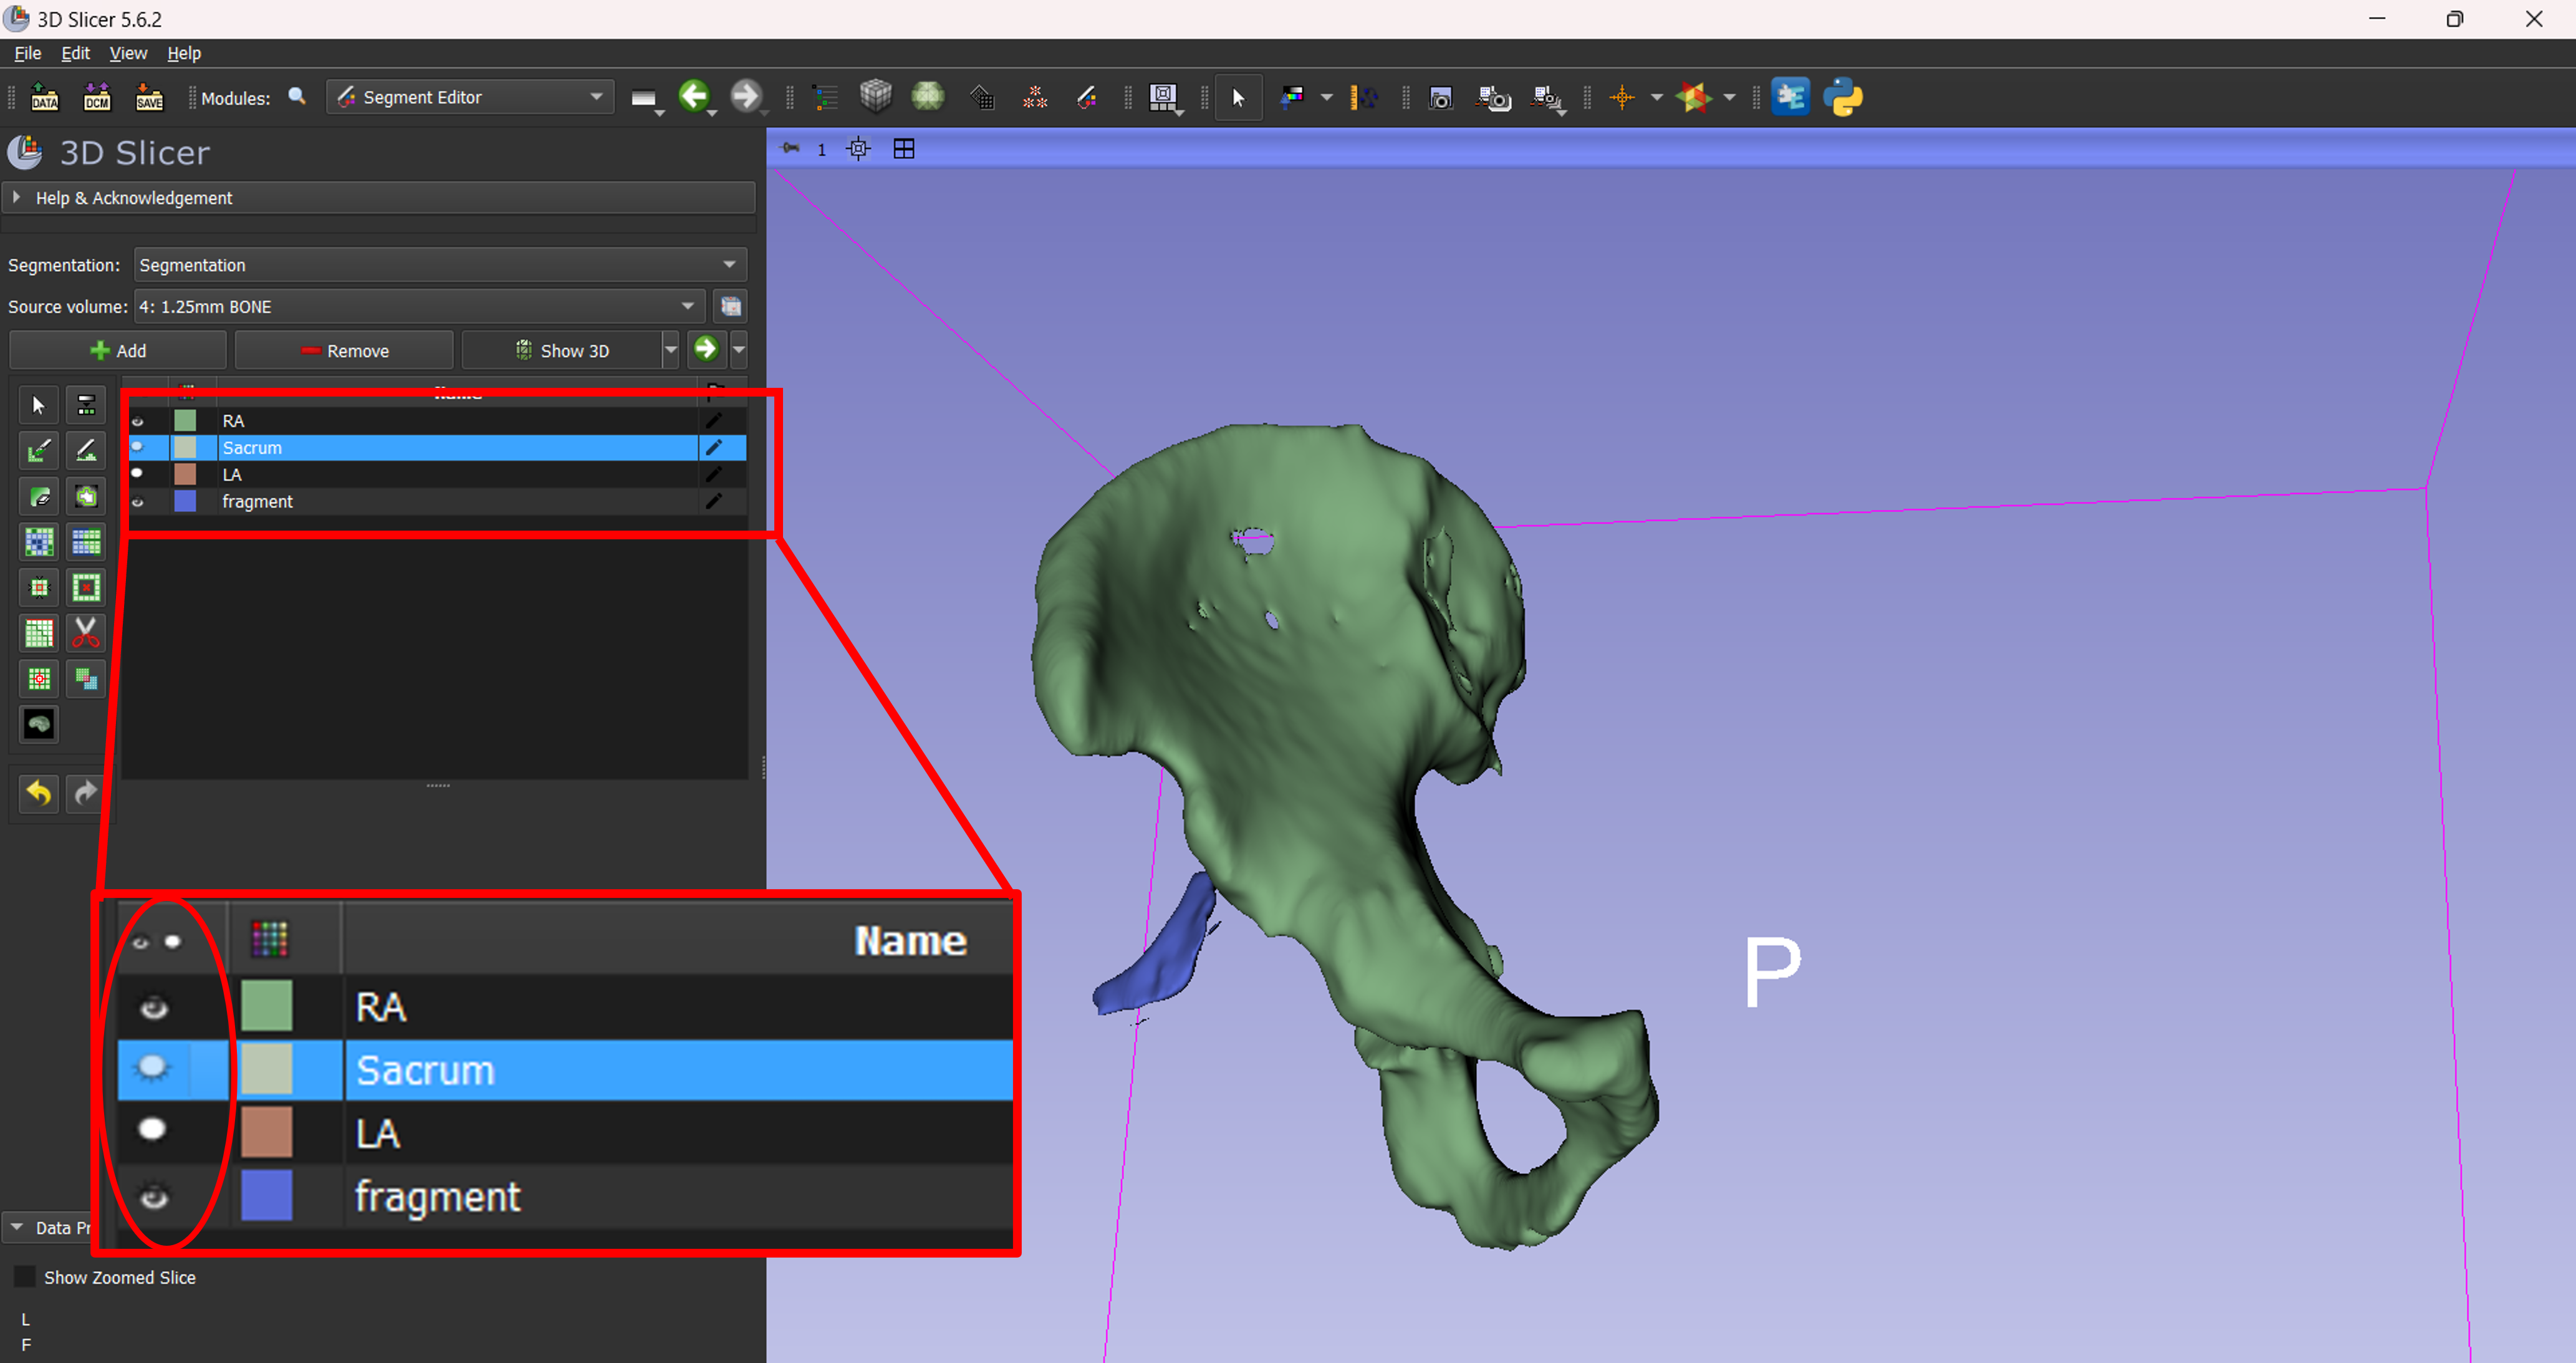 3D Slicer 5.6.2
File Edit View Help
DATA DCM SAVE Modules: Segment Editor
3D Slicer
1
Help & Acknowledgement
Segmentation: Segmentation
Source volume: 4: 1.25mm BONE
Add Remove Show 3D
RA
Sacrum
LA
fragment
P
Name
RA
Sacrum
LA
fragment
Data Pr
Show Zoomed Slice
L
F